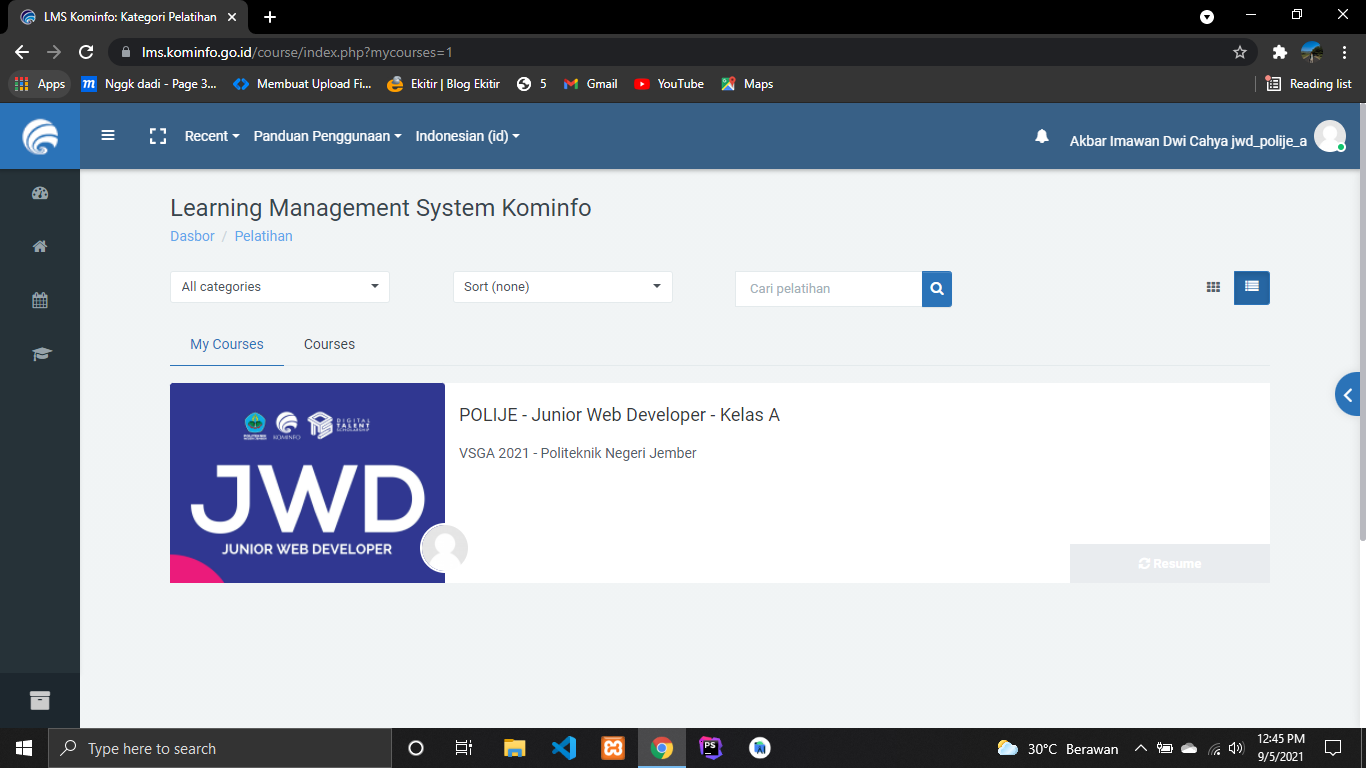 LMS Kominfo: Kategori Pelatihan
lms.kominfo.go.id/course/index.php?mycourses=1
Apps Nggk dadi - Page 3... Membuat Upload Fi... Ekitir | Blog Ekitir 5 Gmail YouTube Maps Reading list
Recent Panduan Penggunaan Indonesian (id) Akbar Imawan Dwi Cahya jwd_polije_a
Learning Management System Kominfo
Dasbor / Pelatihan
All categories Sort (none) Cari pelatihan
My Courses Courses
KOMINFO DIGITAL TALENT SCHOLARSHIP
JWD
JUNIOR WEB DEVELOPER
POLIJE - Junior Web Developer - Kelas A
VSGA 2021 - Politeknik Negeri Jember
Resume
Type here to search
PS
30°C Berawan
12:45 PM
9/5/2021